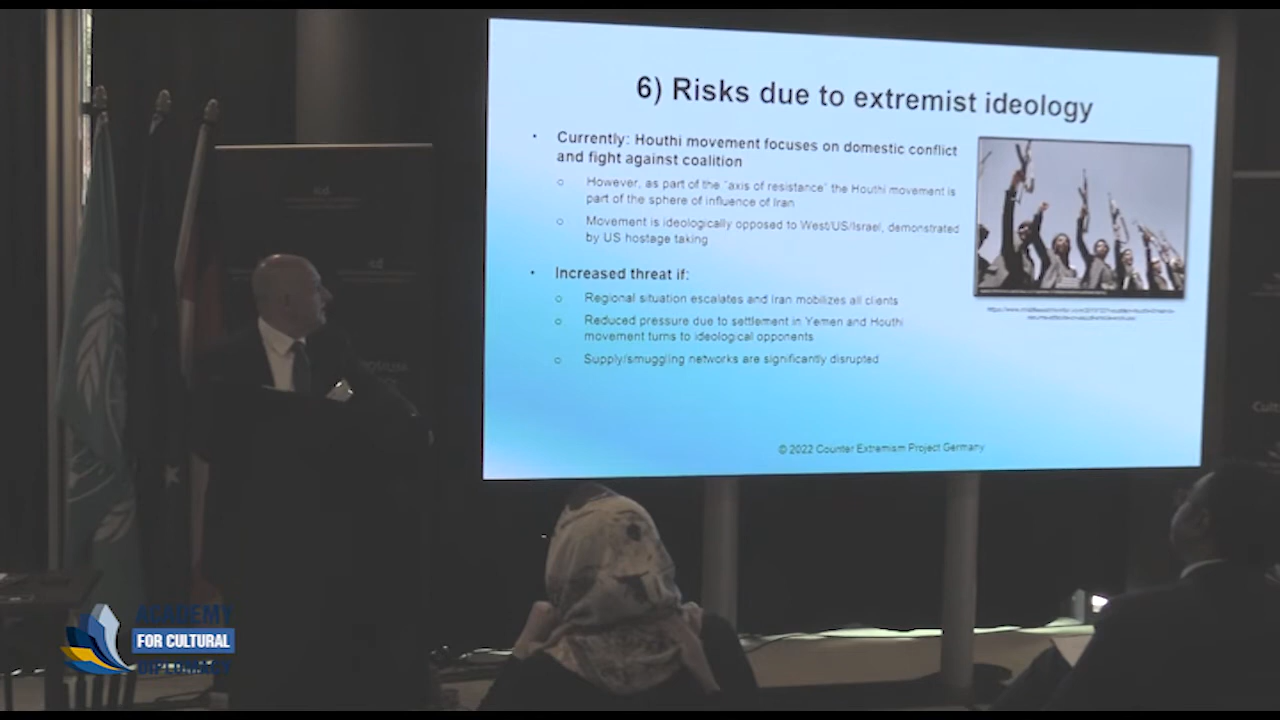 6) Risks due to extremist ideology
• Currently: Houthi movement focuses on domestic conflict
and fight against coalition
o However, as part of the "axis of resistance" the Houthi movement is
part of the sphere of influence of Iran
o Movement is ideologically opposed to West/US/Israel, demonstrated
by US hostage taking
• Increased threat if:
o Regional situation escalates and Iran mobilizes all clients
o Reduced pressure due to settlement in Yemen and Houthi
movement turns to ideological opponents
o Supply/smuggling networks are significantly disrupted
© 2022 Counter Extremism Project Germany
ACADEMY
FOR CULTURAL
DIPLOMACY